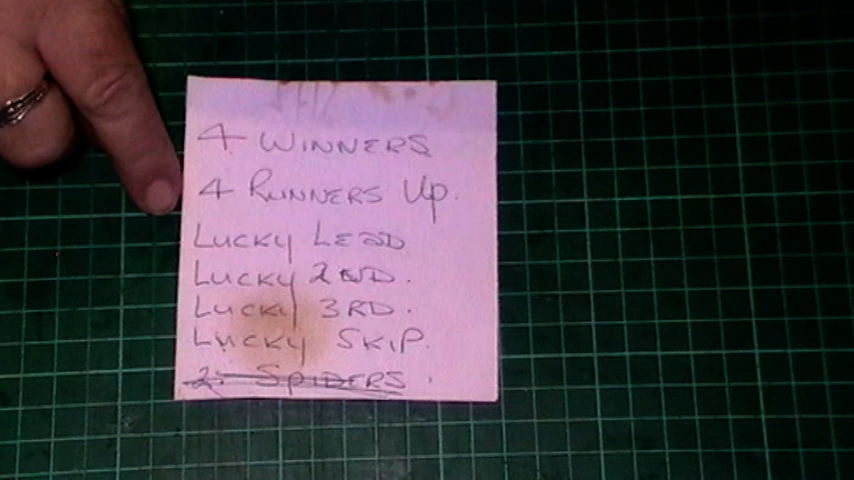 4 WINNERS
4 RUNNERS UP.
LUCKY LEAD
LUCKY 2ND.
LUCKY 3RD.
LUCKY SKIP.
2 SPIDERS.